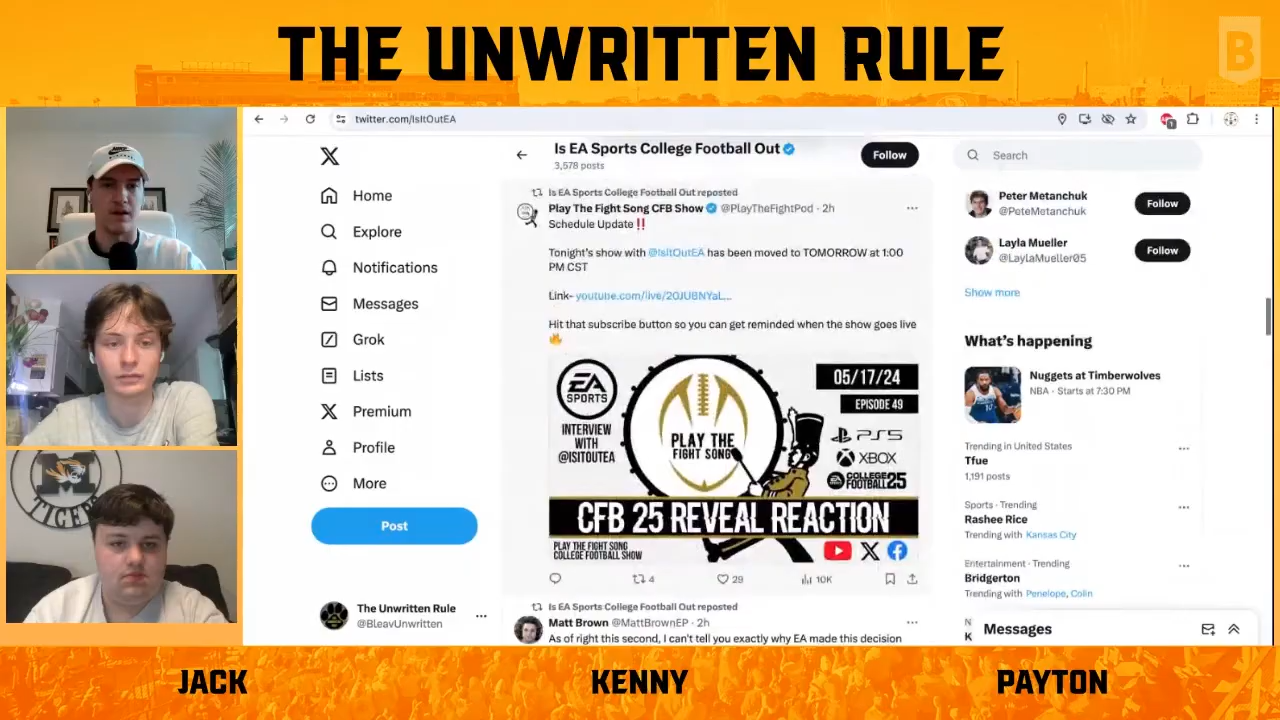 THE UNWRITTEN RULE
B
twitter.com/IsItOutEA
1
Home
Explore
Notifications
Messages
Grok
Lists
Premium
Profile
More
Post
The Unwritten Rule
@BleavUnwritten
Is EA Sports College Football Out
3,578 posts
Follow
Is EA Sports College Football Out reposted
Play The Fight Song CFB Show @PlayTheFightPod · 2h
Schedule Update ‼️
Tonight's show with @IsItOutEA has been moved to TOMORROW at 1:00
PM CST
Link- youtube.com/live/20JU8NYaL...
Hit that subscribe button so you can get reminded when the show goes live
🔥
EA
SPORTS
INTERVIEW
WITH
@ISITOUTEA
PLAY THE
FIGHT SONG
05/17/24
EPISODE 49
PS5
XBOX
EA SPORTS
COLLEGE
FOOTBALL 25
CFB 25 REVEAL REACTION
PLAY THE FIGHT SONG
COLLEGE FOOTBALL SHOW
4
29
10K
Is EA Sports College Football Out reposted
Matt Brown @MattBrownEP · 2h
As of right this second, I can't tell you exactly why EA made this decision
Search
Peter Metanchuk
@PeteMetanchuk
Follow
Layla Mueller
@LaylaMueller05
Follow
Show more
What's happening
Nuggets at Timberwolves
NBA · Starts at 7:30 PM
Trending in United States
Tfue
1,191 posts
Sports · Trending
Rashee Rice
Trending with Kansas City
Entertainment · Trending
Bridgerton
Trending with Penelope, Colin
N
K
Messages
NIKE
M
TIGERS
JACK
KENNY
PAYTON